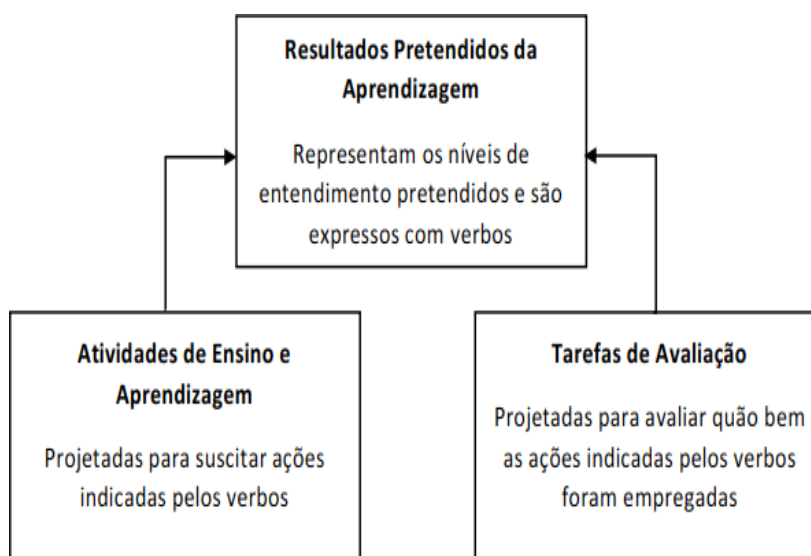 Resultados Pretendidos da
Aprendizagem
Representam os níveis de
entendimento pretendidos e são
expressos com verbos
Atividades de Ensino e
Aprendizagem
Projetadas para suscitar ações
indicadas pelos verbos
Tarefas de Avaliação
Projetadas para avaliar quão bem
as ações indicadas pelos verbos
foram empregadas